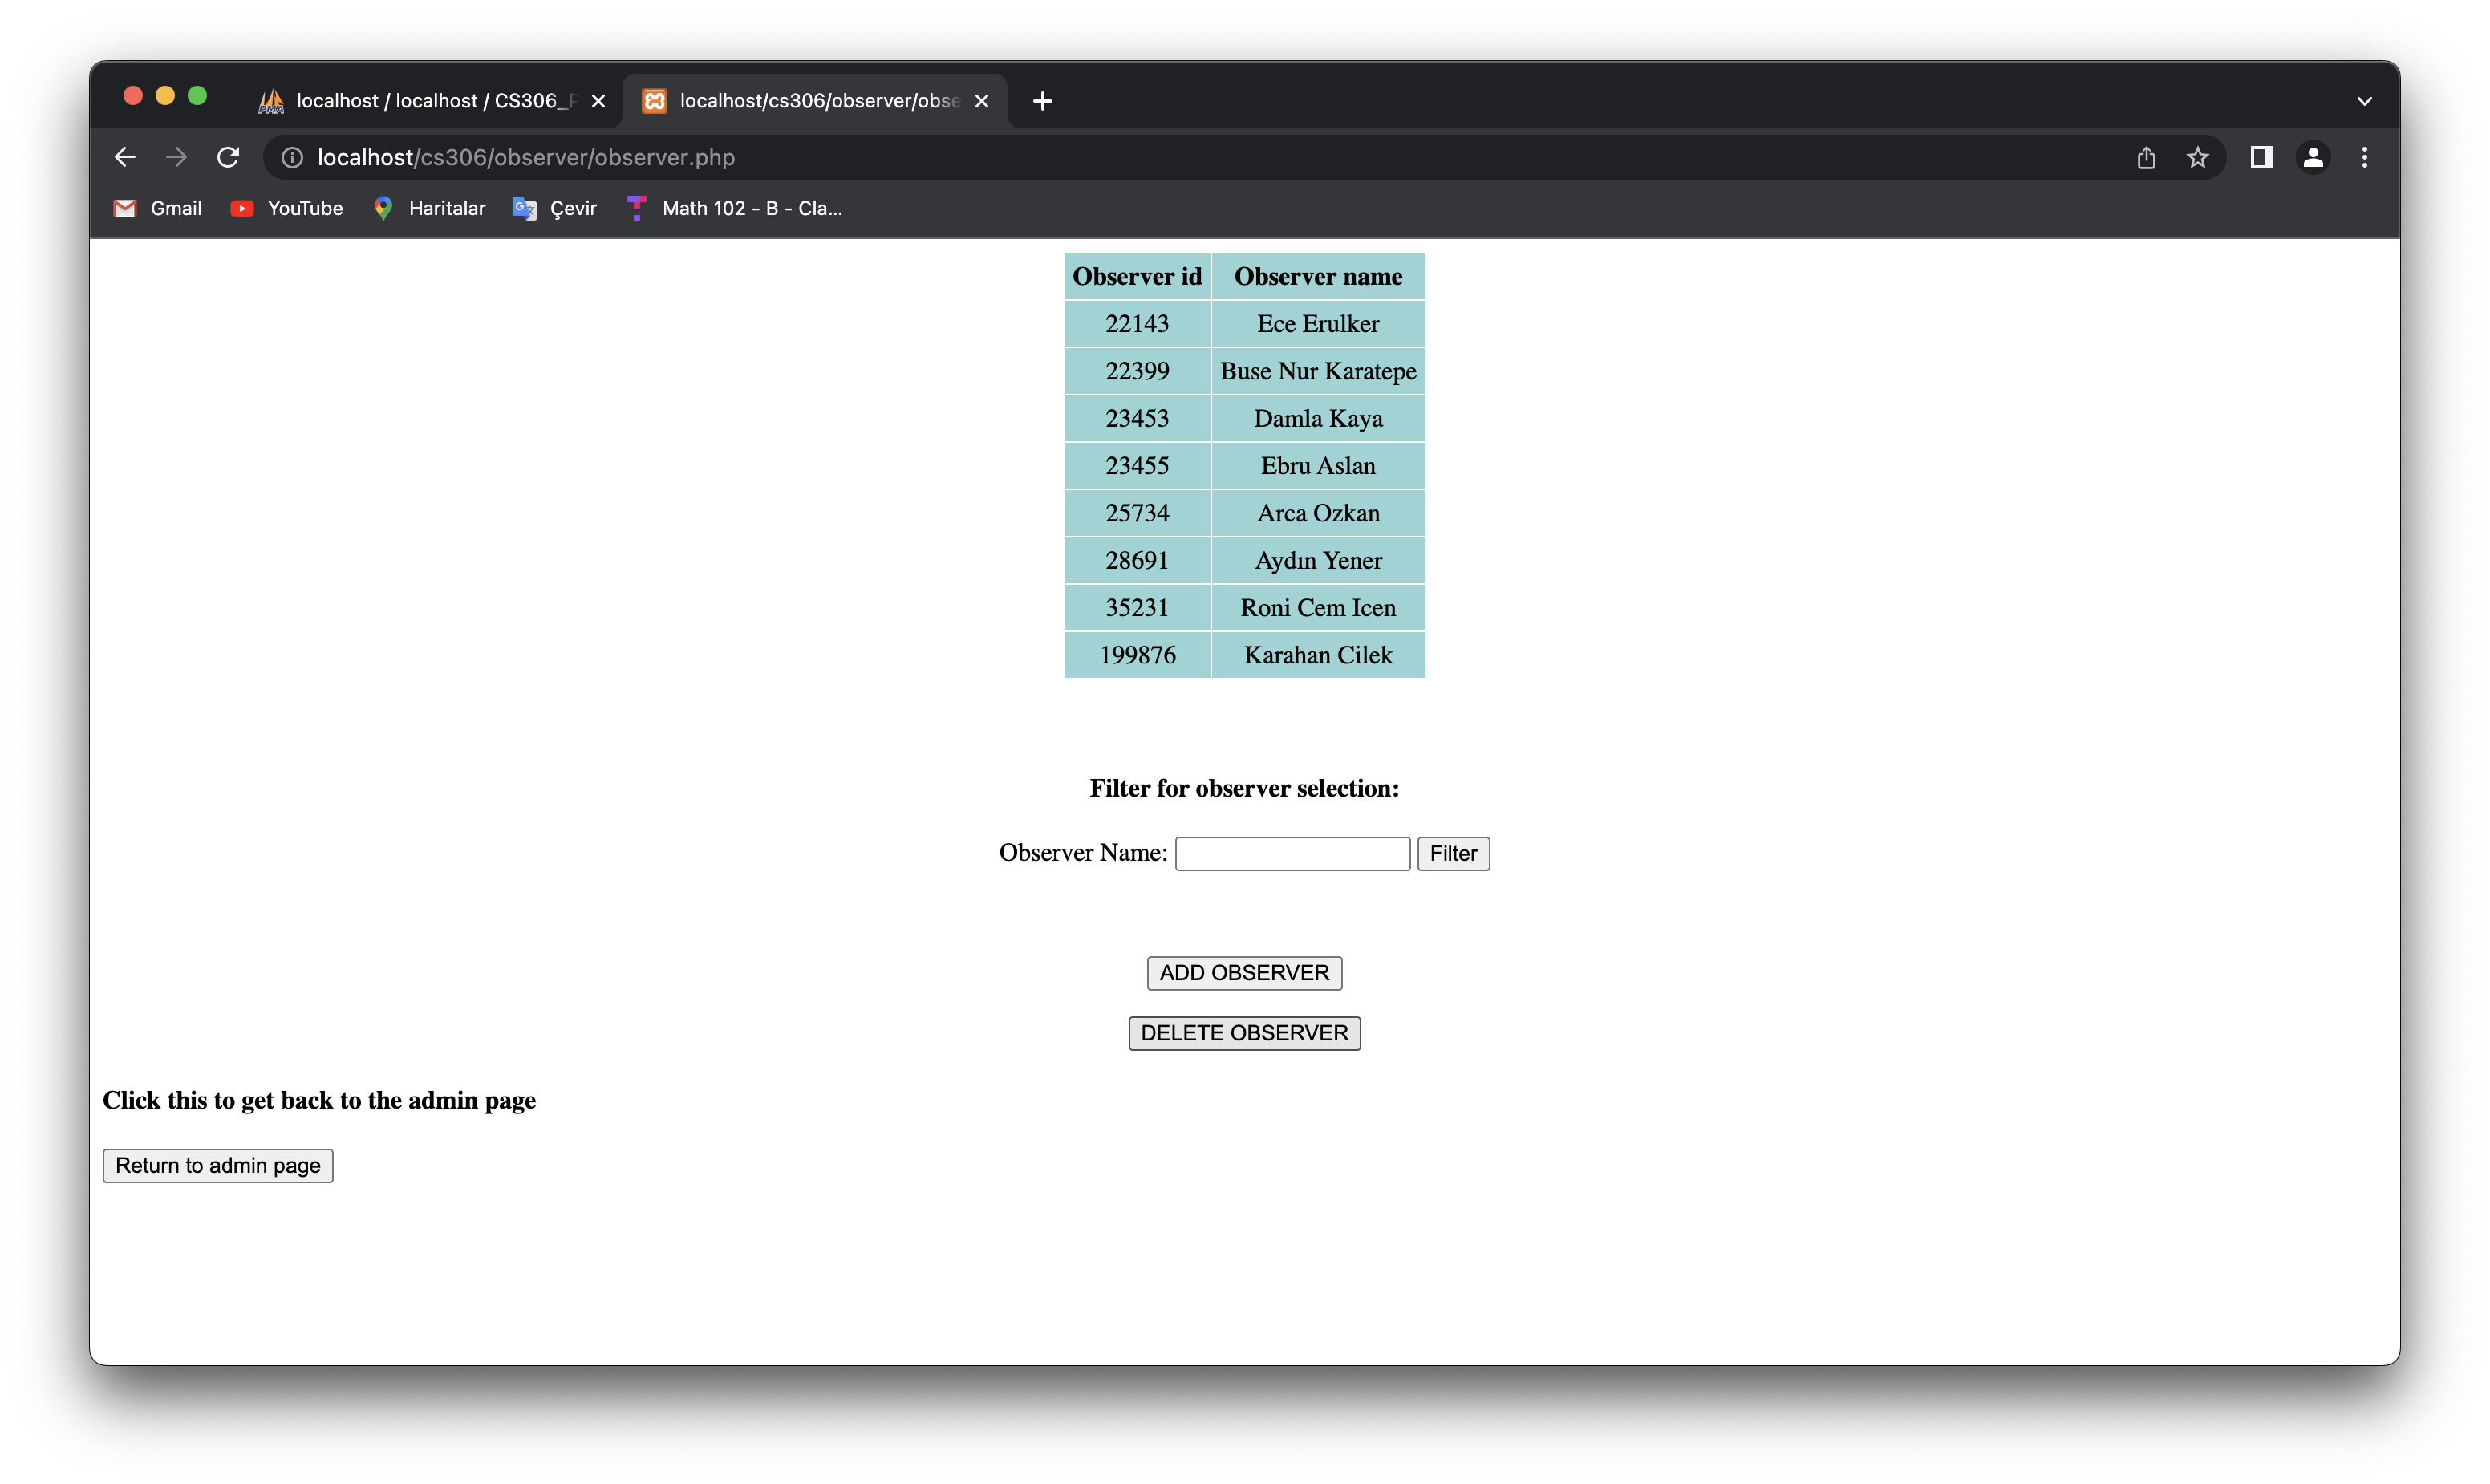 localhost / localhost / CS306_P
localhost/cs306/observer/obse
localhost/cs306/observer/observer.php
Gmail YouTube Haritalar Çevir Math 102 - B - Cla...
Observer id Observer name
22143 Ece Erulker
22399 Buse Nur Karatepe
23453 Damla Kaya
23455 Ebru Aslan
25734 Arca Ozkan
28691 Aydın Yener
35231 Roni Cem Icen
199876 Karahan Cilek
Filter for observer selection:
Observer Name: Filter
ADD OBSERVER
DELETE OBSERVER
Click this to get back to the admin page
Return to admin page